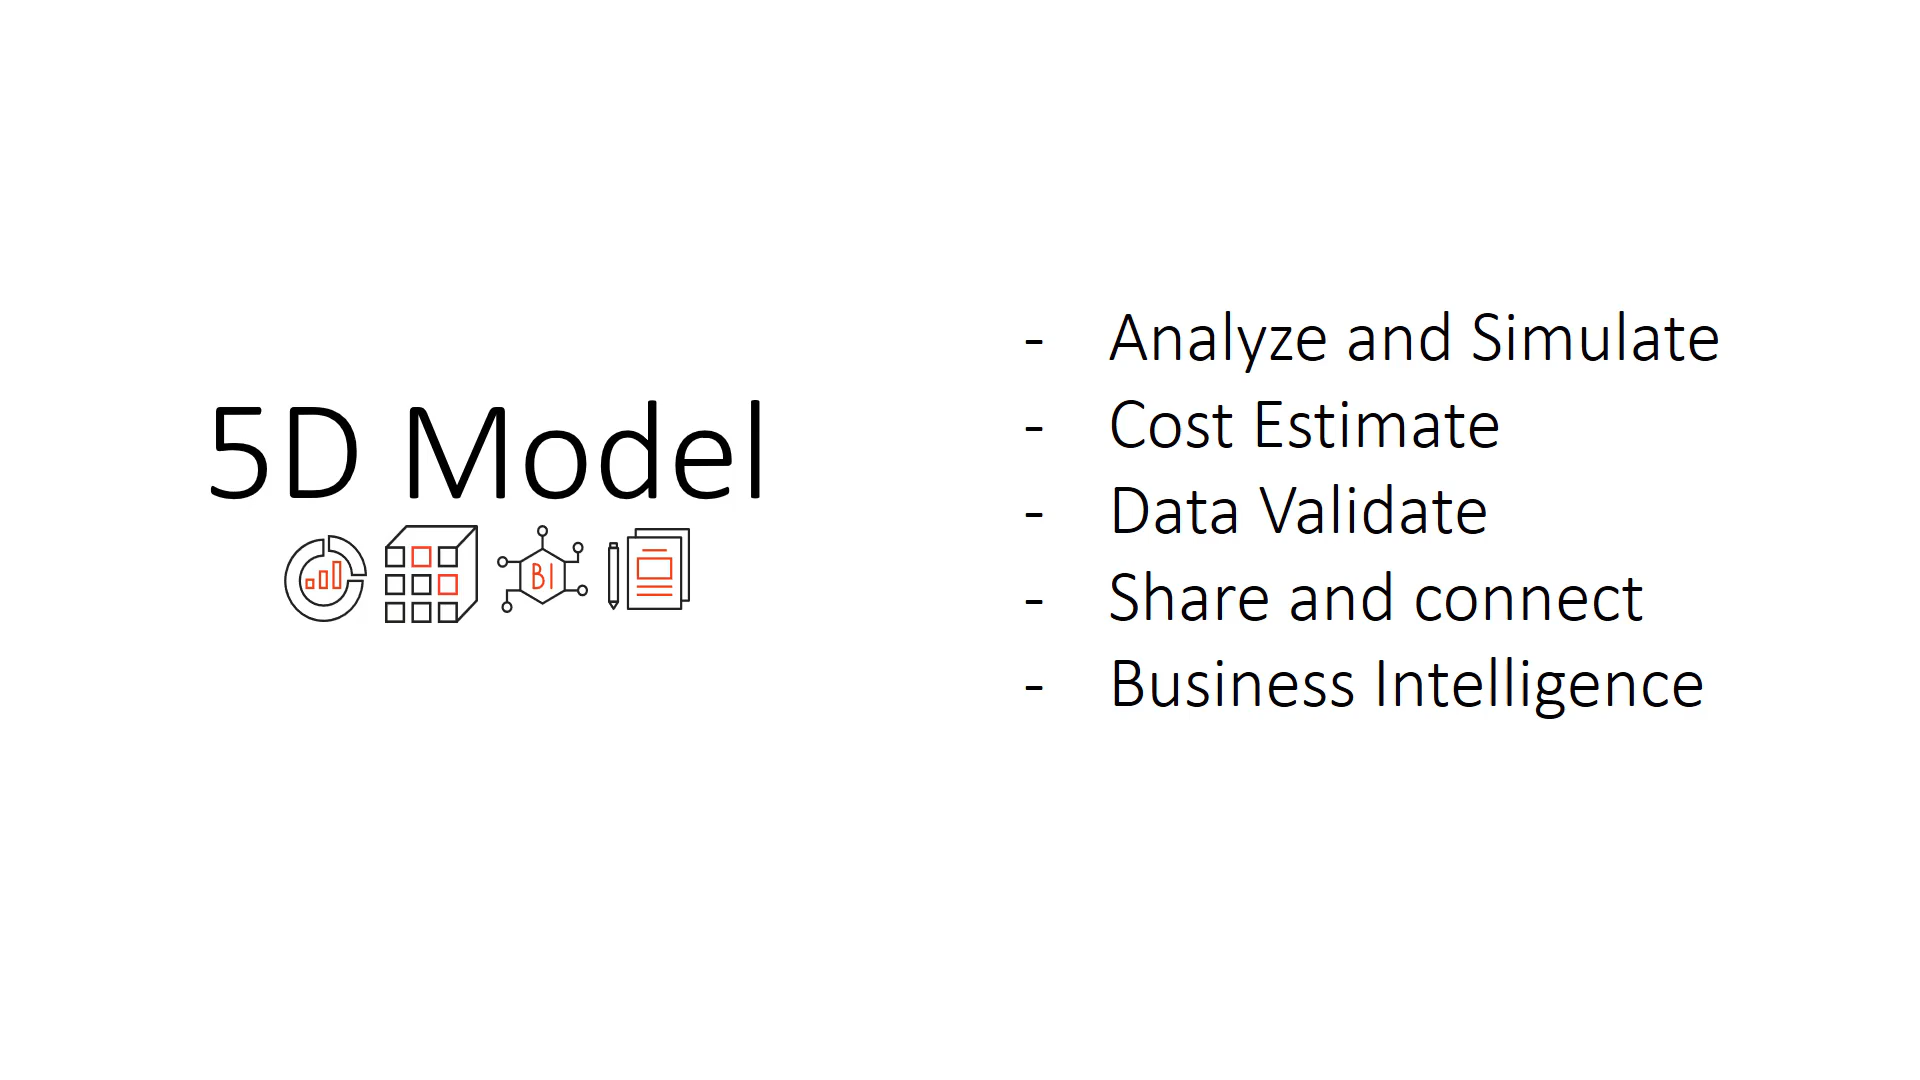 5D Model
BI
- Analyze and Simulate
- Cost Estimate
- Data Validate
- Share and connect
- Business Intelligence